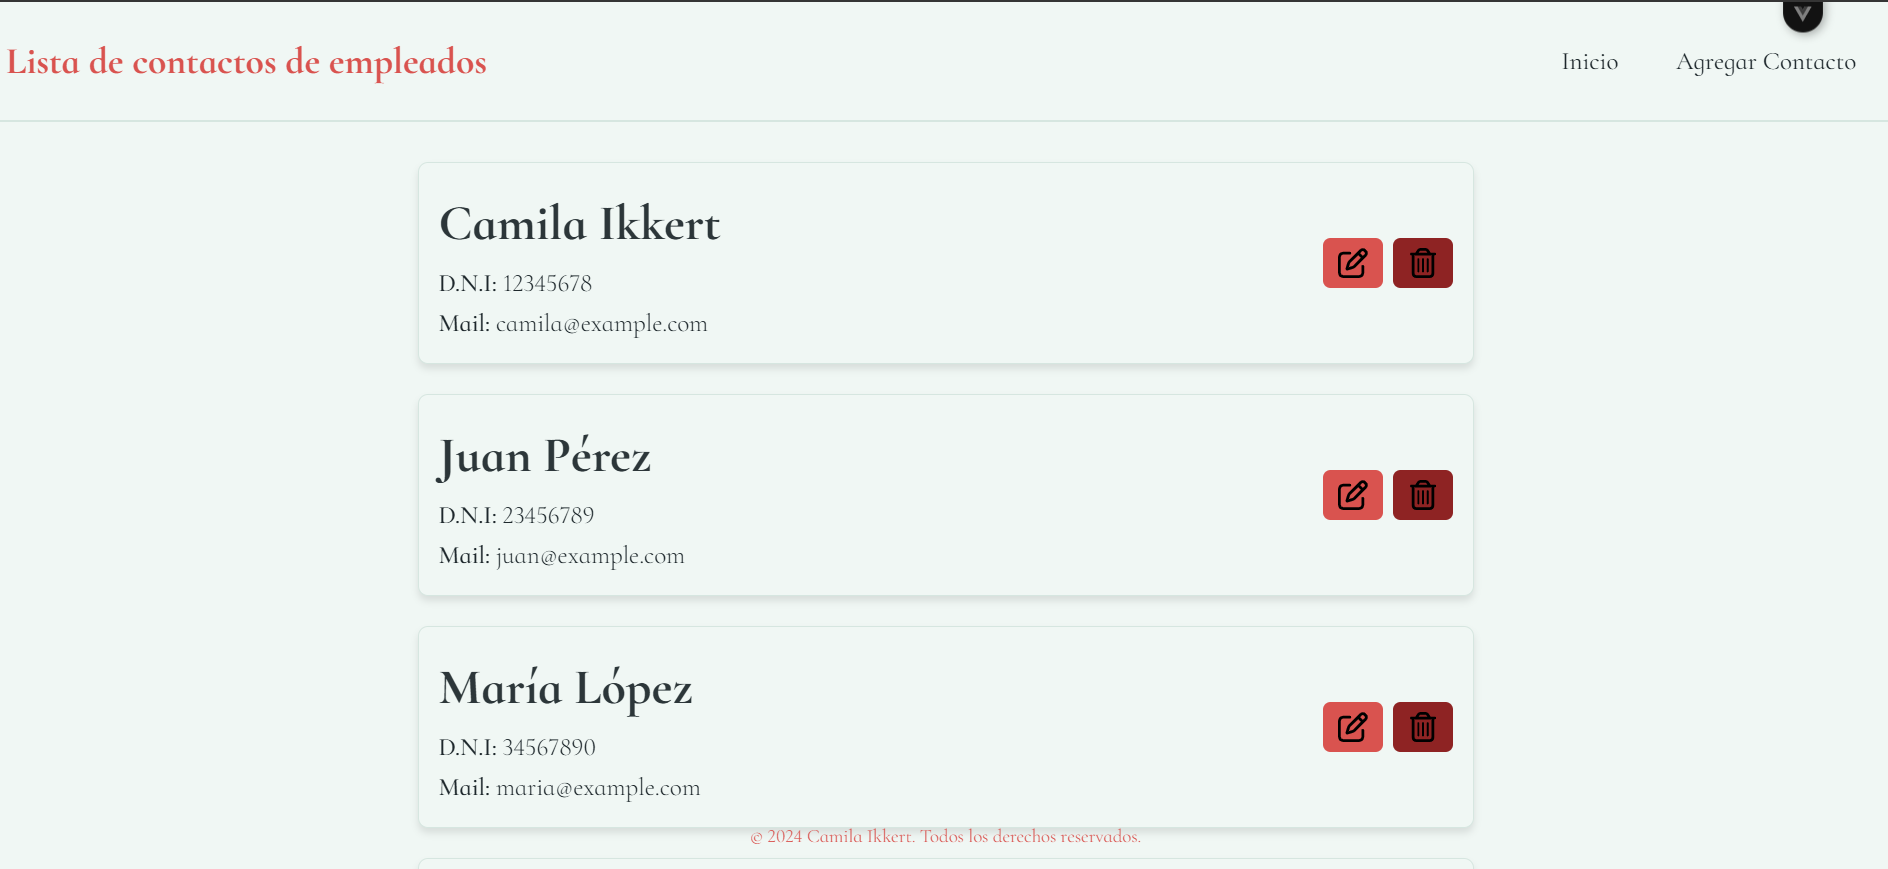 Lista de contactos de empleados
Inicio
Agregar Contacto
Camila Ikkert
D.N.I: 12345678
Mail: camila@example.com
Juan Pérez
D.N.I: 23456789
Mail: juan@example.com
María López
D.N.I: 34567890
Mail: maria@example.com
© 2024 Camila Ikkert. Todos los derechos reservados.